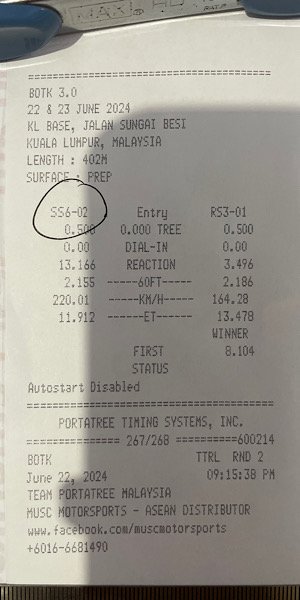 ===========================================
BOTK 3.0
22 & 23 JUNE 2024
KL BASE, JALAN SUNGAI BESI
KUALA LUMPUR, MALAYSIA
LENGTH : 402M
SURFACE : PREP
SS6-02 Entry RS3-01
0.500 0.000 TREE 0.500
0.00 DIAL-IN 0.00
13.166 REACTION 3.496
2.155 -----60FT----- 2.186
220.01 -----KM/H----- 164.28
11.912 ------ET------ 13.478
WINNER
FIRST 8.104
STATUS
Autostart Disabled
===========================================
PORTATREE TIMING SYSTEMS, INC.
================ 267/268 ==========600214
BOTK TTRL RND 2
June 22, 2024 09:15:38 PM
TEAM PORTATREE MALAYSIA
MUSC MOTORSPORTS - ASEAN DISTRIBUTOR
www.facebook.com/muscmotorsports
+6016-6681490